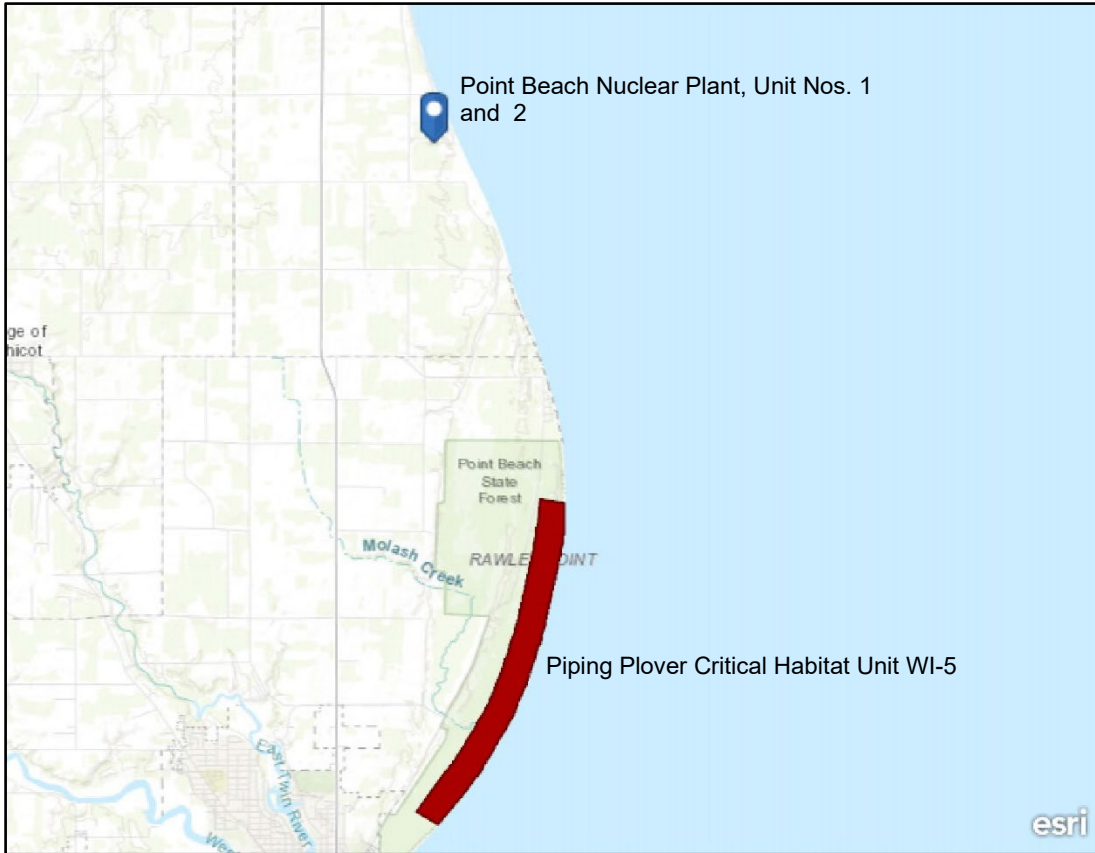 Point Beach Nuclear Plant, Unit Nos. 1
and 2
ge of
hicot
Point Beach
State
Forest
Molash Creek
RAWLE OINT
Piping Plover Critical Habitat Unit WI-5
East Twin River
Wes
esri